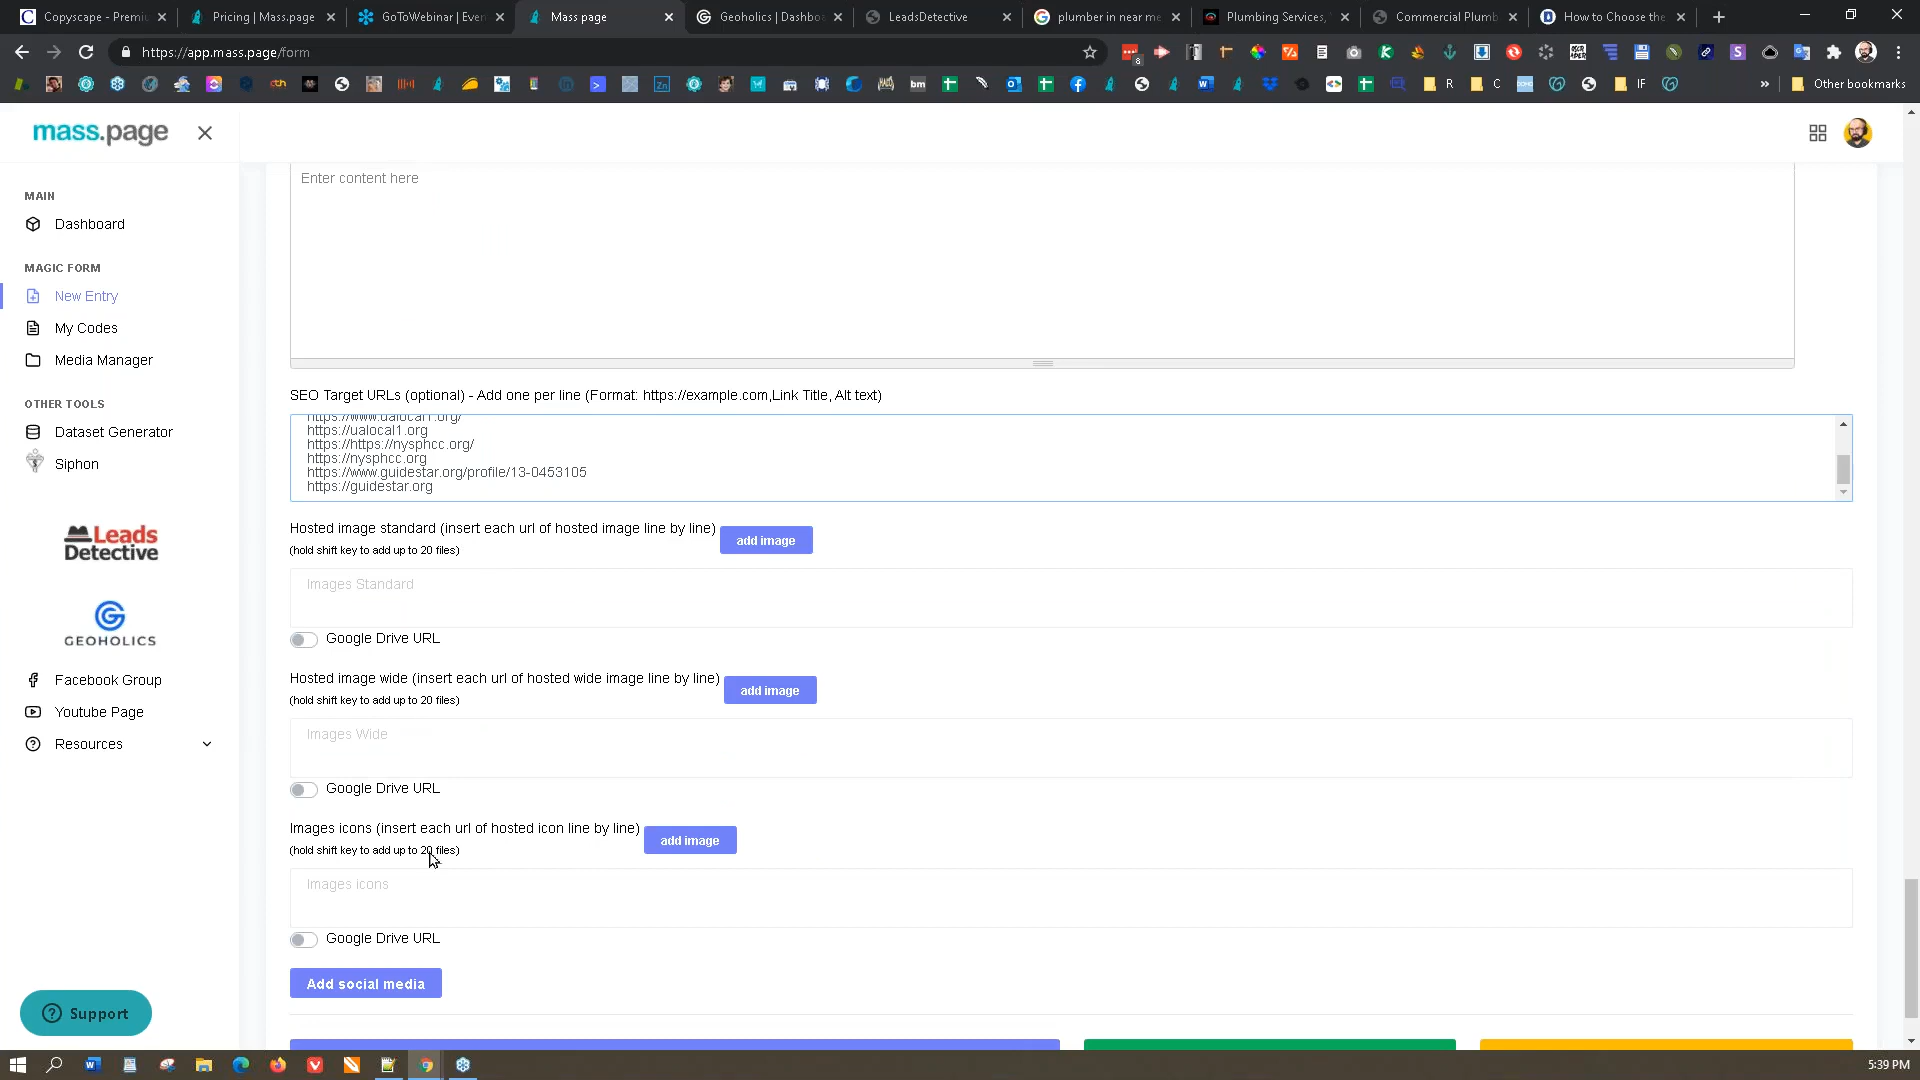 Copyscape - Premi
Pricing | Mass.page
GoToWebinar | Even
Mass page
Geoholics | Dashbo
LeadsDetective
plumber in near me
Plumbing Services,
Commercial Plumb
How to Choose the
https://app.mass.page/form
8
R
C
IF
Other bookmarks
mass.page
MAIN
Dashboard
MAGIC FORM
New Entry
My Codes
Media Manager
OTHER TOOLS
Dataset Generator
Siphon
Leads
Detective
GEOHOLICS
Facebook Group
Youtube Page
Resources
Support
Enter content here
SEO Target URLs (optional) - Add one per line (Format: https://example.com,Link Title, Alt text)
https://www.ualocal1.org/
https://ualocal1.org
https://https://nysphcc.org/
https://nysphcc.org
https://www.guidestar.org/profile/13-0453105
https://guidestar.org
Hosted image standard (insert each url of hosted image line by line)
add image
(hold shift key to add up to 20 files)
Images Standard
Google Drive URL
Hosted image wide (insert each url of hosted wide image line by line)
add image
(hold shift key to add up to 20 files)
Images Wide
Google Drive URL
Images icons (insert each url of hosted icon line by line)
add image
(hold shift key to add up to 20 files)
Images icons
Google Drive URL
Add social media
5:39 PM